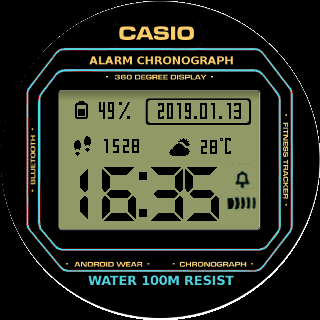 CASIO
ALARM CHRONOGRAPH
• 360 DEGREE DISPLAY •
• BLUETOOTH •
• FITNESS TRACKER •
49% 2019.01.13
1528 28°C
16:35
• ANDROID WEAR • • CHRONOGRAPH •
WATER 100M RESIST